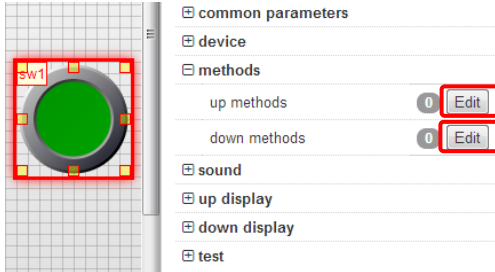 common parameters
device
sw1
methods
up methods 0 Edit
down methods 0 Edit
sound
up display
down display
test